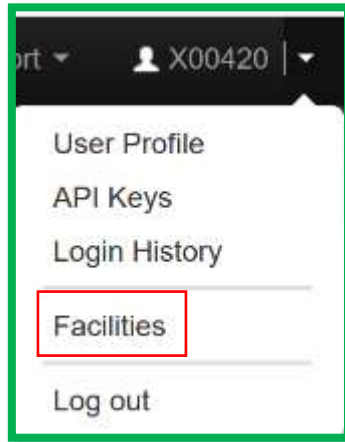 ort X00420
User Profile
API Keys
Login History
Facilities
Log out